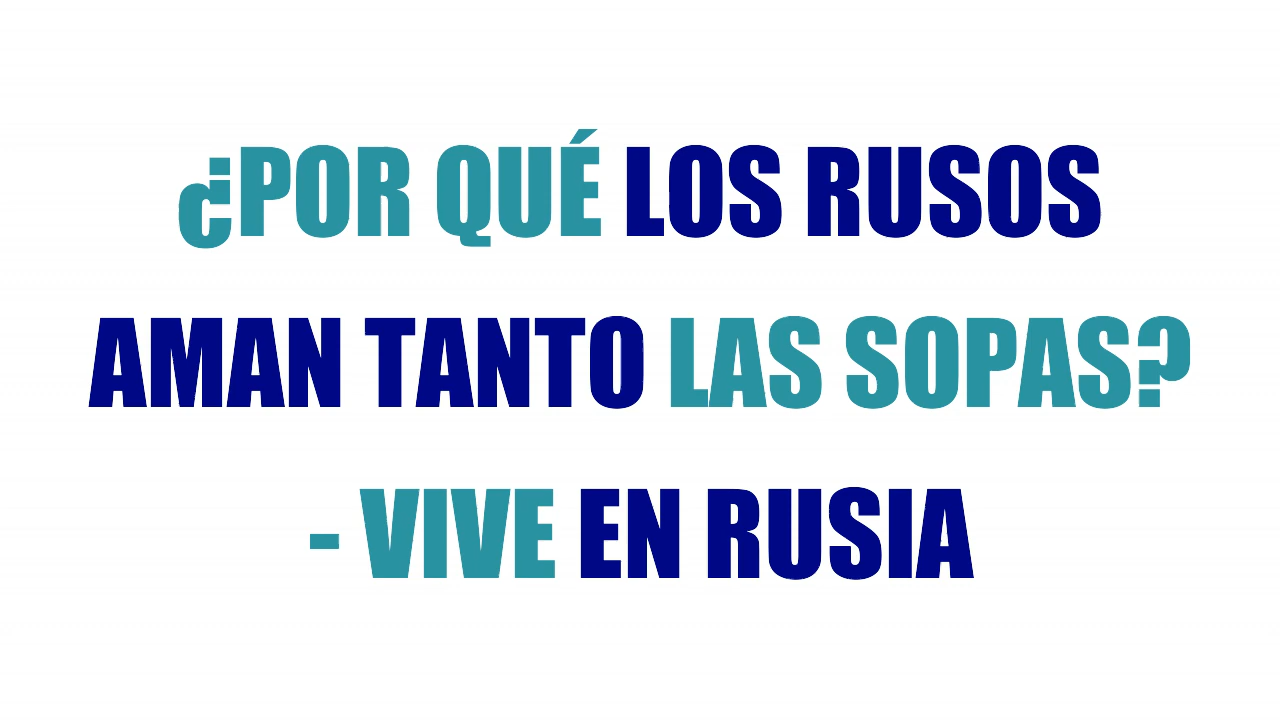 ¿POR QUÉ LOS RUSOS
AMAN TANTO LAS SOPAS?
- VIVE EN RUSIA